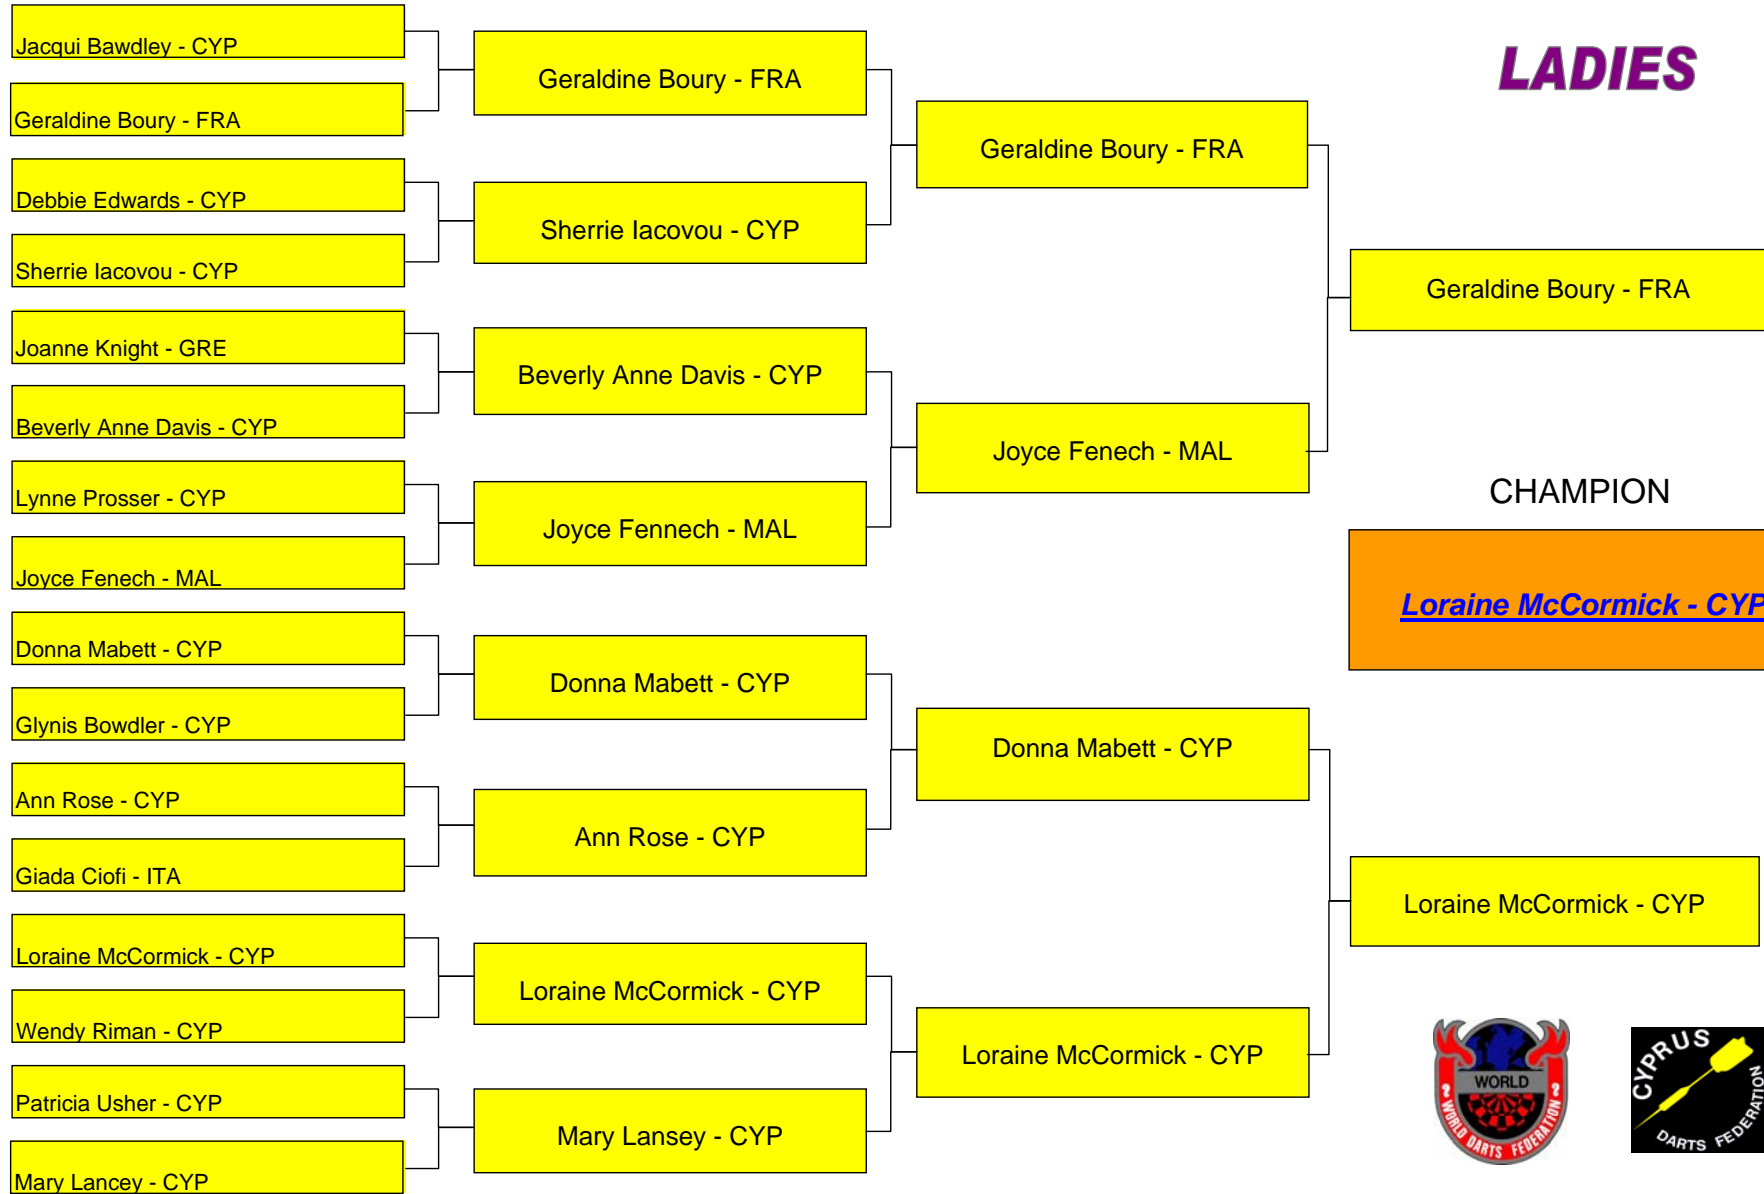 LADIES
Jacqui Bawdley - CYP
Geraldine Boury - FRA
Debbie Edwards - CYP
Sherrie Iacovou - CYP
Joanne Knight - GRE
Beverly Anne Davis - CYP
Lynne Prosser - CYP
Joyce Fenech - MAL
Donna Mabett - CYP
Glynis Bowdler - CYP
Ann Rose - CYP
Giada Ciofi - ITA
Loraine McCormick - CYP
Wendy Riman - CYP
Patricia Usher - CYP
Mary Lancey - CYP
Geraldine Boury - FRA
Sherrie Iacovou - CYP
Beverly Anne Davis - CYP
Joyce Fennech - MAL
Donna Mabett - CYP
Ann Rose - CYP
Loraine McCormick - CYP
Mary Lansey - CYP
Geraldine Boury - FRA
Joyce Fenech - MAL
Donna Mabett - CYP
Loraine McCormick - CYP
Geraldine Boury - FRA
Loraine McCormick - CYP
CHAMPION
Loraine McCormick - CYP
WORLD
WORLD DARTS FEDERATION
CYPRUS
DARTS FEDERATION